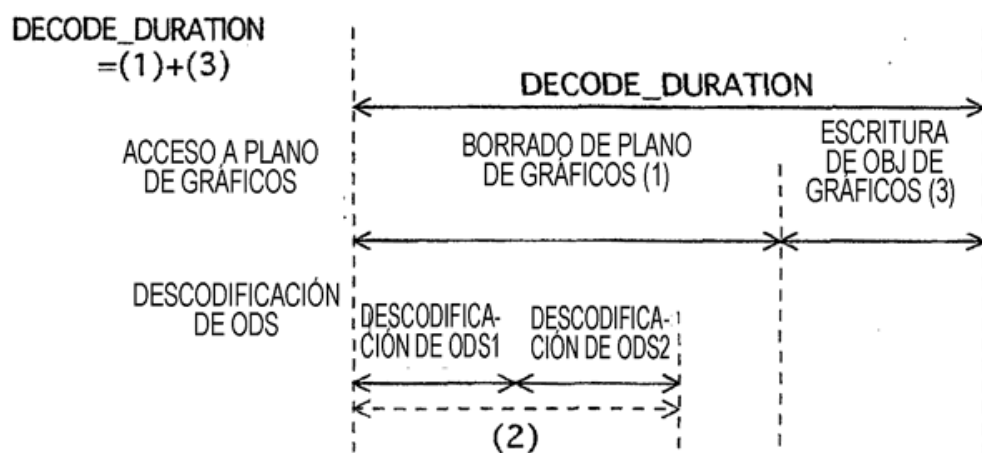 DECODE_DURATION
=(1)+(3)
DECODE_DURATION
ACCESO A PLANO
DE GRÁFICOS
BORRADO DE PLANO
DE GRÁFICOS (1)
ESCRITURA
DE OBJ DE
GRÁFICOS (3)
DESCODIFICACIÓN
DE ODS
DESCODIFICA-
CIÓN DE ODS1
DESCODIFICA-
CIÓN DE ODS2
(2)